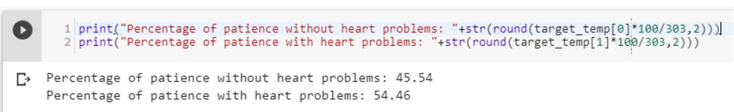 1 print("Percentage of patience without heart problems: "+str(round(target_temp[0]*100/303,2)))
2 print("Percentage of patience with heart problems: "+str(round(target_temp[1]*100/303,2)))
Percentage of patience without heart problems: 45.54
Percentage of patience with heart problems: 54.46